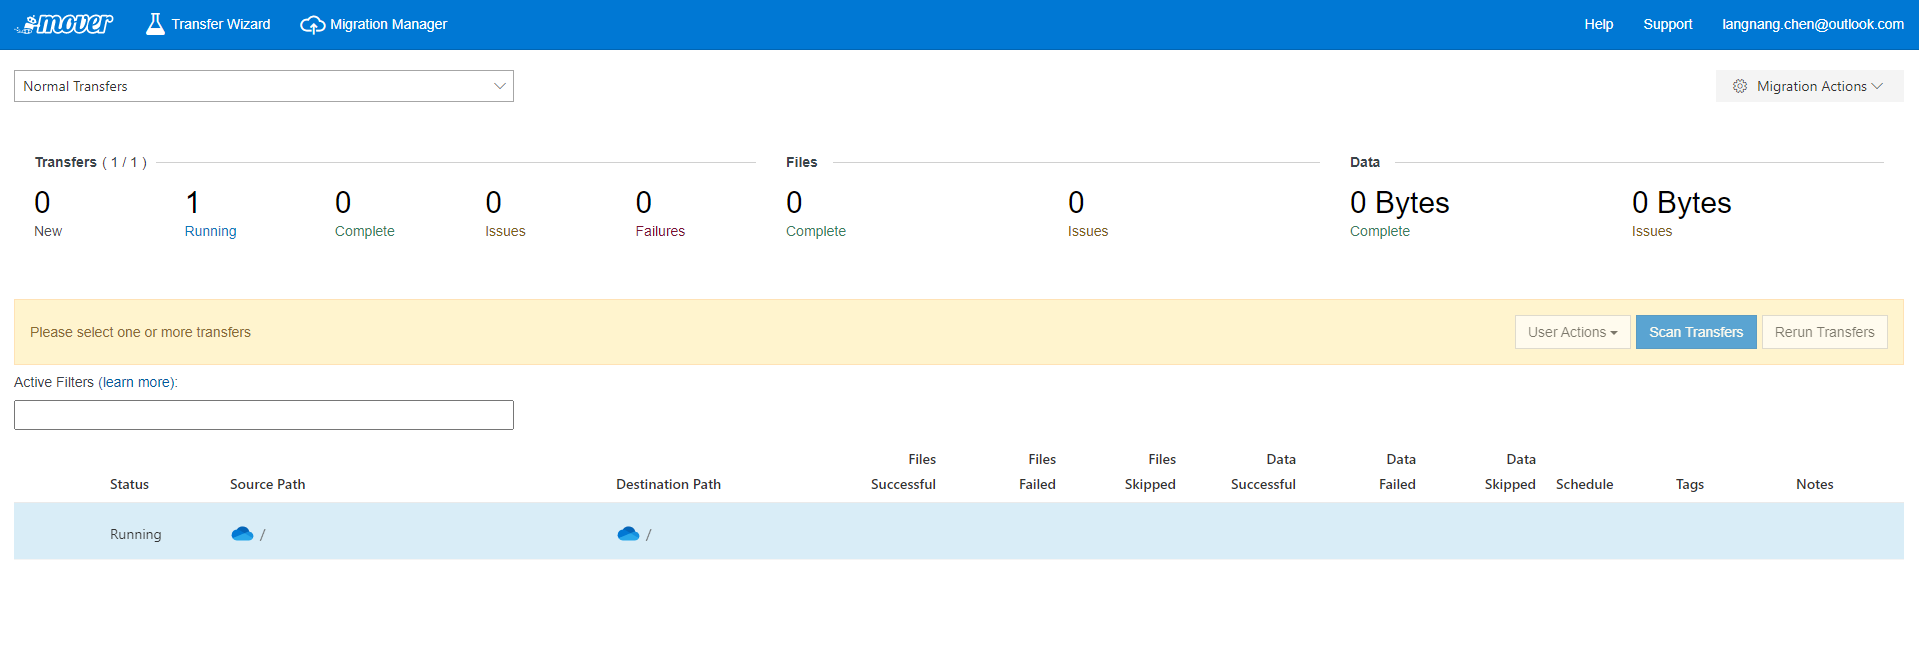 mover Transfer Wizard Migration Manager Help Support langnang.chen@outlook.com
Normal Transfers Migration Actions
Transfers ( 1 / 1 ) Files Data
0 1 0 0 0 0 0 0 Bytes 0 Bytes
New Running Complete Issues Failures Complete Issues Complete Issues
Please select one or more transfers User Actions Scan Transfers Rerun Transfers
Active Filters (learn more):
Files Files Files Data Data Data
Status Source Path Destination Path Successful Failed Skipped Successful Failed Skipped Schedule Tags Notes
Running / /